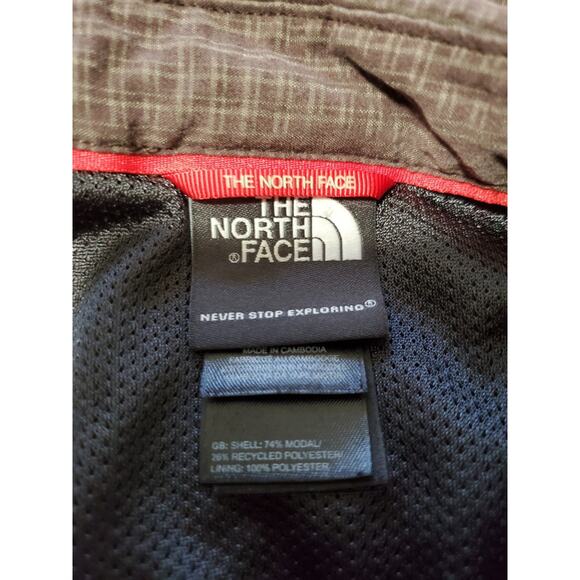 THE NORTH FACE
THE
NORTH
® FACE
NEVER STOP EXPLORING®
MADE IN CAMBODIA
GB: SHELL: 74% MODAL/
26% RECYCLED POLYESTER/
LINING: 100% POLYESTER